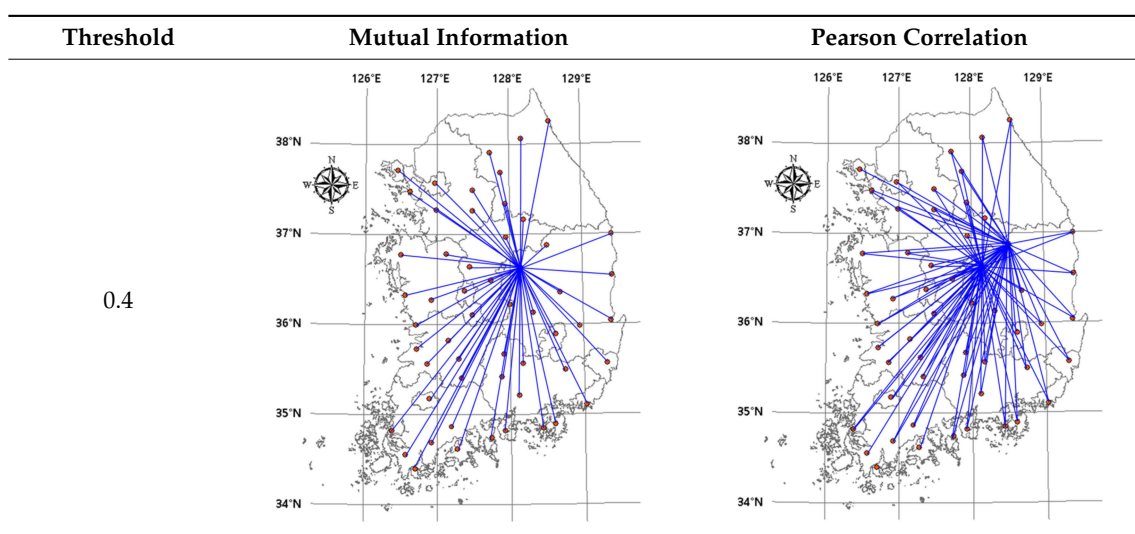 Threshold Mutual Information Pearson Correlation
126°E 127°E 128°E 129°E 126°E 127°E 128°E 129°E
38°N 38°N
N N
W E W E
S S
37°N 37°N
0.4
36°N 36°N
35°N 35°N
34°N 34°N